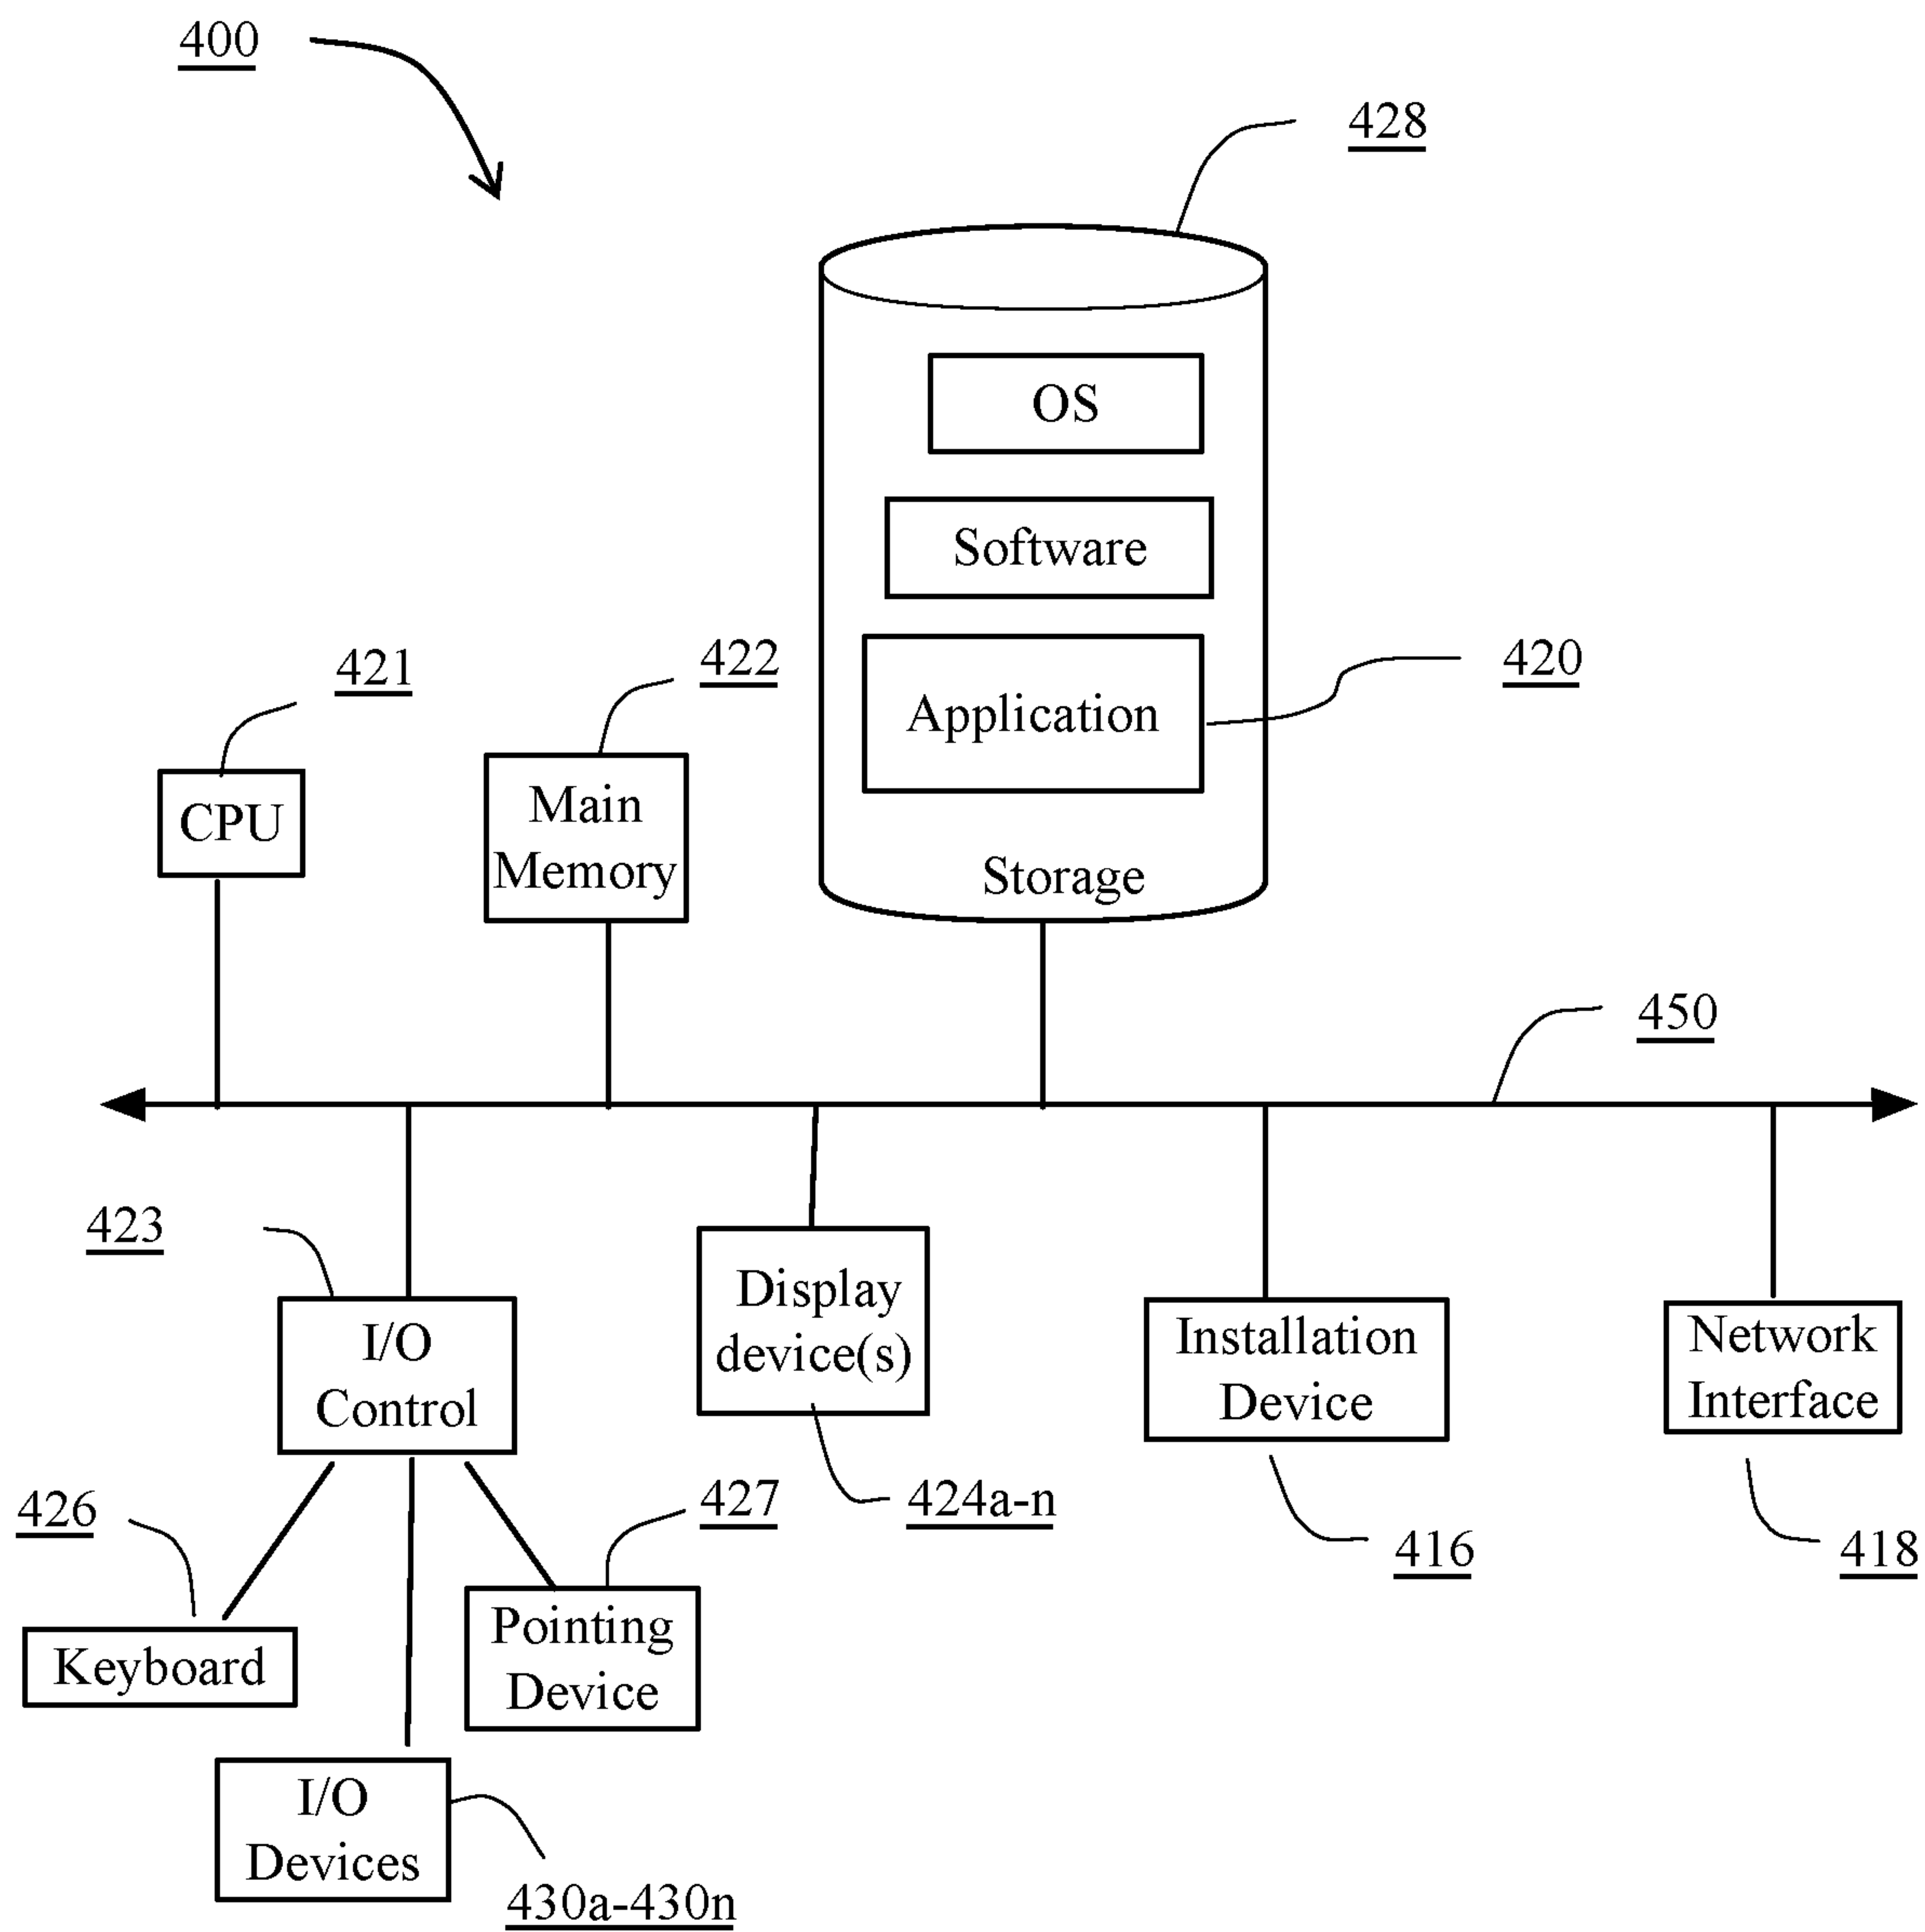 400
428
OS
Software
421
422
420
Application
CPU
Main
Memory
Storage
450
423
Display
device(s)
I/O
Control
Installation
Device
Network
Interface
426
427
424a-n
416
418
Keyboard
Pointing
Device
I/O
Devices
430a-430n